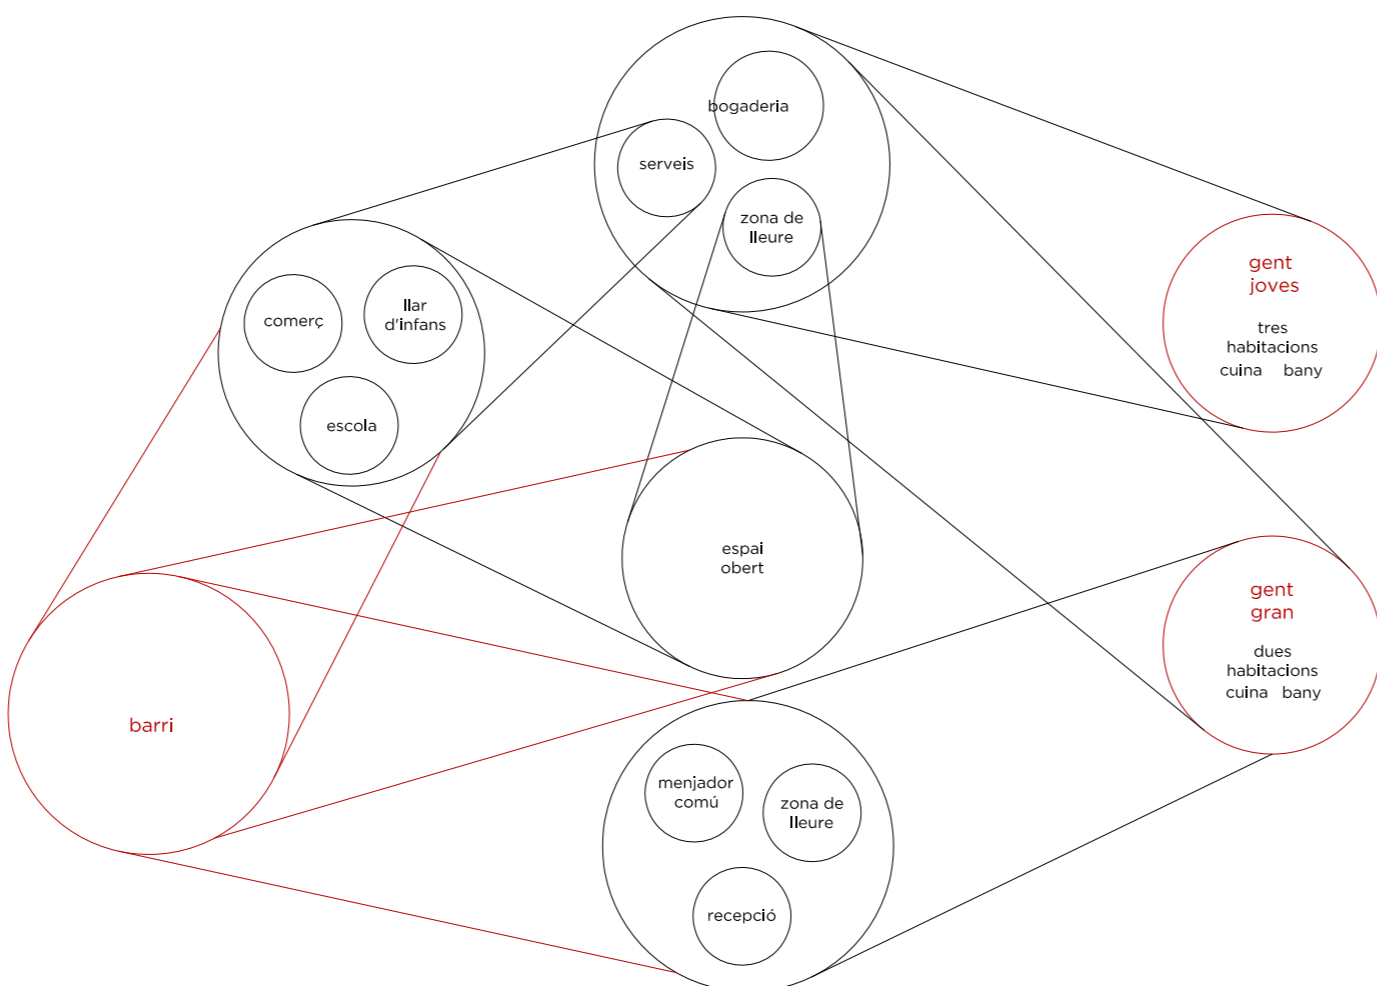 bogaderia
serveis
zona de
lleure
comerç
llar
d'infans
escola
gent
joves
tres
habitacions
cuina bany
espai
obert
gent
gran
dues
habitacions
cuina bany
barri
menjador
comú
zona de
lleure
recepció